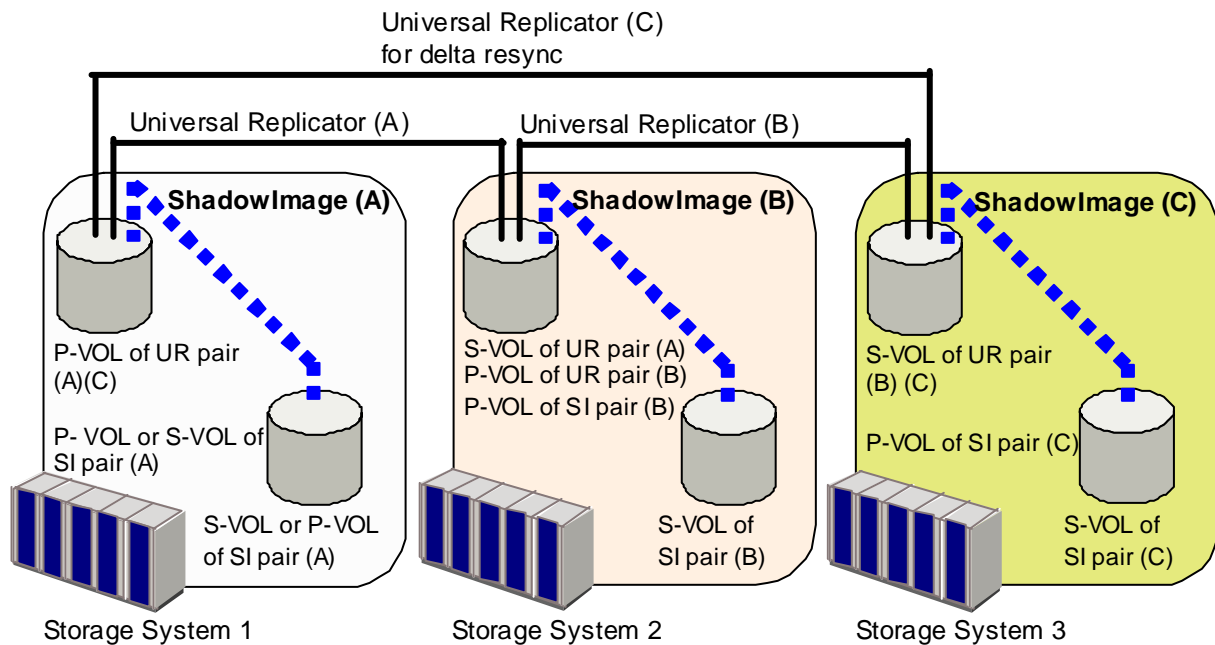 Universal Replicator (C)
for delta resync
Universal Replicator (A)
Universal Replicator (B)
ShadowImage (A)
P-VOL of UR pair
(A)(C)
P- VOL or S-VOL of
SI pair (A)
S-VOL or P-VOL
of SI pair (A)
Storage System 1
ShadowImage (B)
S-VOL of UR pair (A)
P-VOL of UR pair (B)
P-VOL of SI pair (B)
S-VOL of
SI pair (B)
Storage System 2
ShadowImage (C)
S-VOL of UR pair
(B) (C)
P-VOL of SI pair (C)
S-VOL of
SI pair (C)
Storage System 3